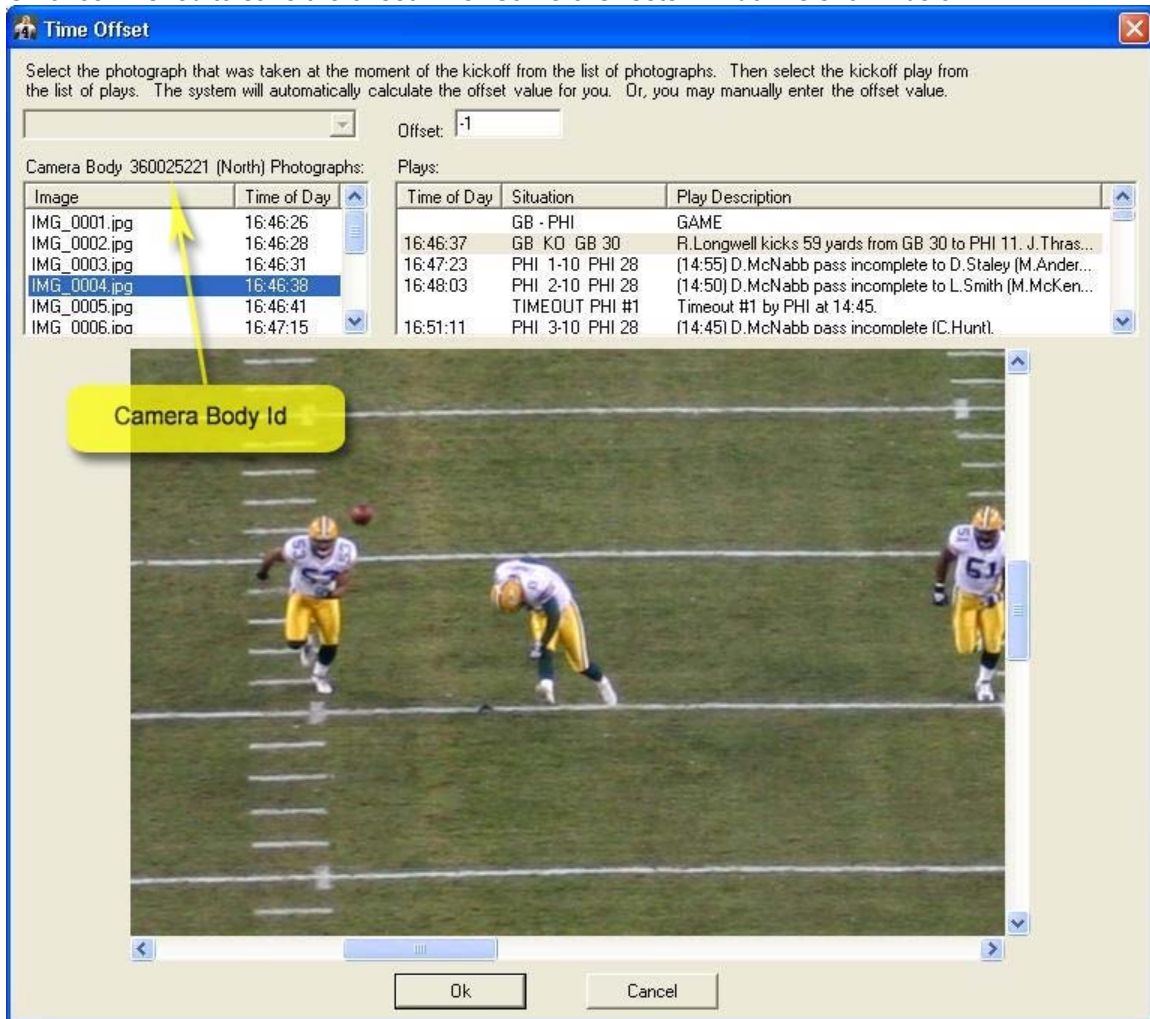 Time Offset
Select the photograph that was taken at the moment of the kickoff from the list of photographs. Then select the kickoff play from
the list of plays. The system will automatically calculate the offset value for you. Or, you may manually enter the offset value.
Offset: -1
Camera Body 360025221 (North) Photographs: Plays:
Image Time of Day Time of Day Situation Play Description
IMG_0001.jpg 16:46:26 GB - PHI GAME
IMG_0002.jpg 16:46:28 16:46:37 GB KO GB 30 R.Longwell kicks 59 yards from GB 30 to PHI 11. J.Thras...
IMG_0003.jpg 16:46:31 16:47:23 PHI 1-10 PHI 28 (14:55) D.McNabb pass incomplete to D.Staley (M.Ander...
IMG_0004.jpg 16:46:38 16:48:03 PHI 2-10 PHI 28 (14:50) D.McNabb pass incomplete to L.Smith (M.McKen...
IMG_0005.jpg 16:46:41 TIMEOUT PHI #1 Timeout #1 by PHI at 14:45.
IMG_0006.jpg 16:47:15 16:51:11 PHI 3-10 PHI 28 (14:45) D.McNabb pass incomplete (C.Hunt).
Camera Body Id
53
51
Ok Cancel